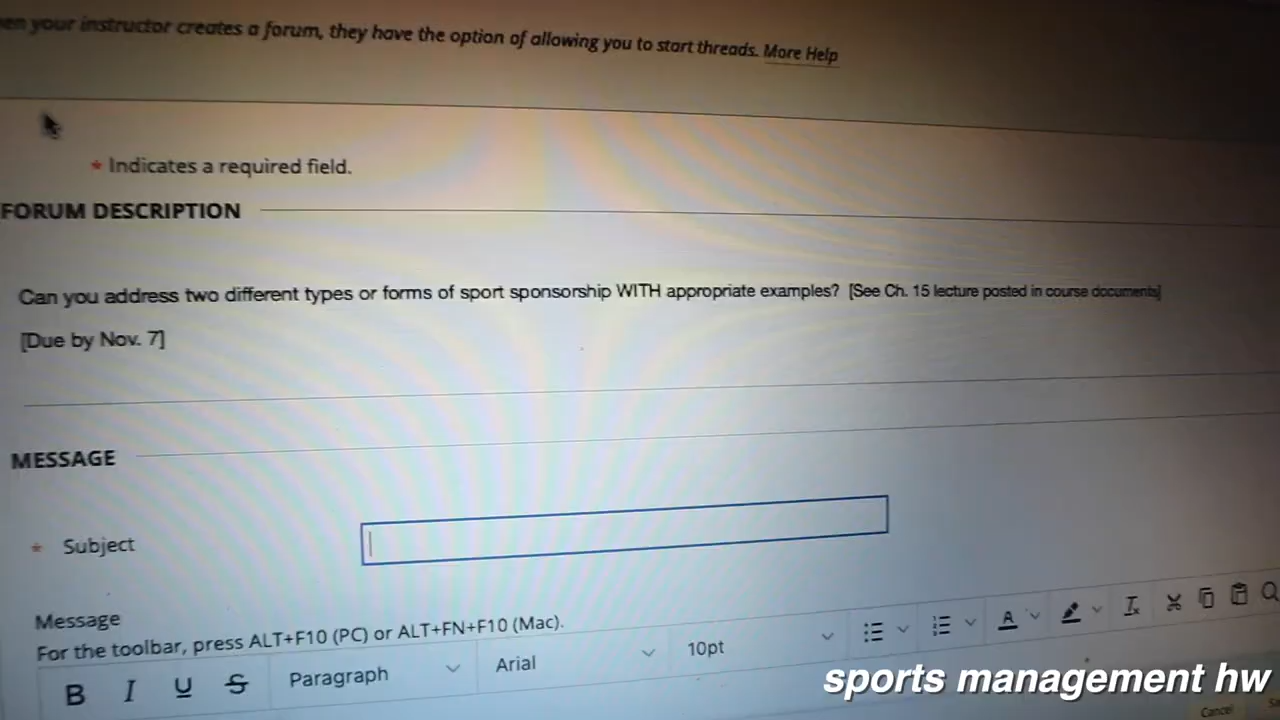 en your instructor creates a forum, they have the option of allowing you to start threads. More Help
* Indicates a required field.
FORUM DESCRIPTION
Can you address two different types or forms of sport sponsorship WITH appropriate examples? [See Ch. 15 lecture posted in course documents]
[Due by Nov. 7]
MESSAGE
* Subject
Message
For the toolbar, press ALT+F10 (PC) or ALT+FN+F10 (Mac).
B I U S Paragraph Arial 10pt A Ix
sports management hw
Cancel